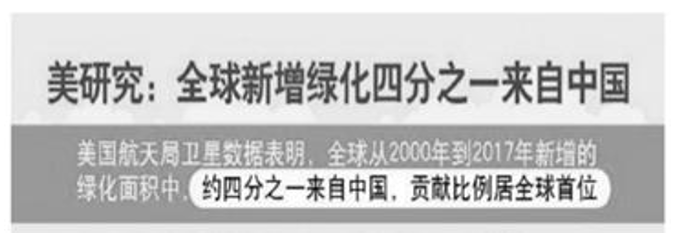 美研究：全球新增绿化四分之一来自中国
美国航天局卫星数据表明，全球从2000年到2017年新增的
绿化面积中，约四分之一来自中国，贡献比例居全球首位